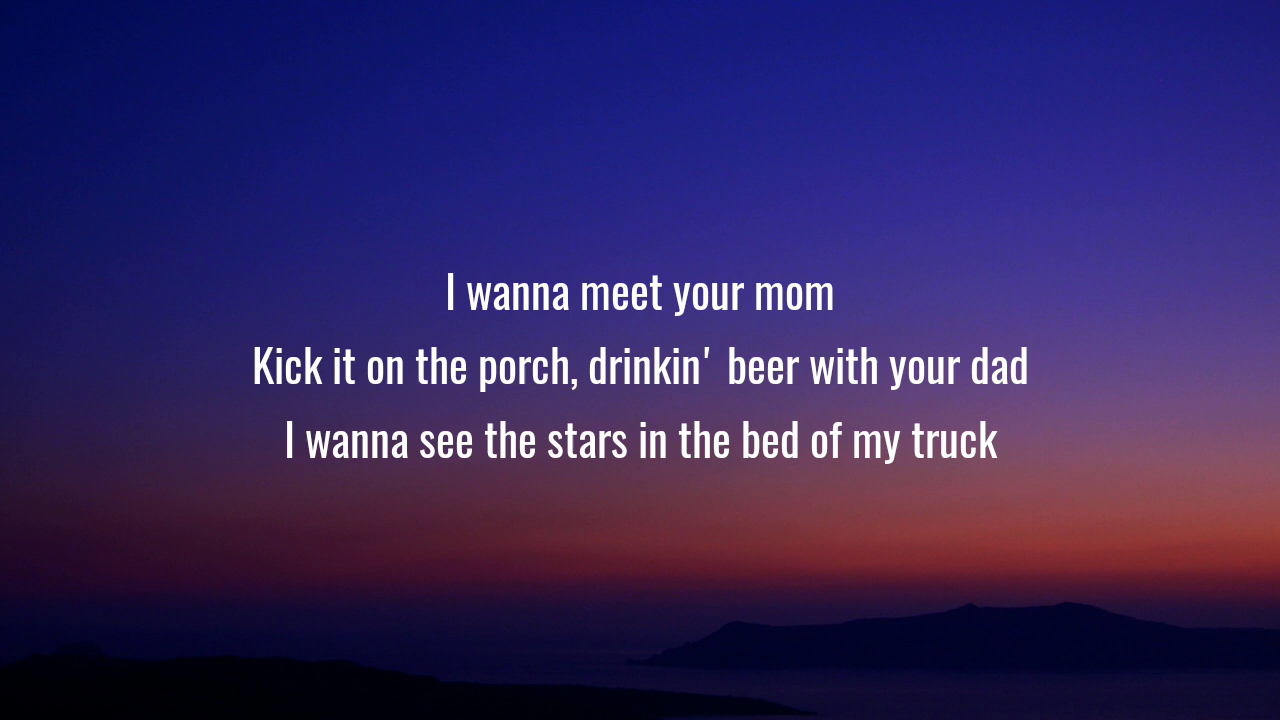 I wanna meet your mom
Kick it on the porch, drinkin' beer with your dad
I wanna see the stars in the bed of my truck